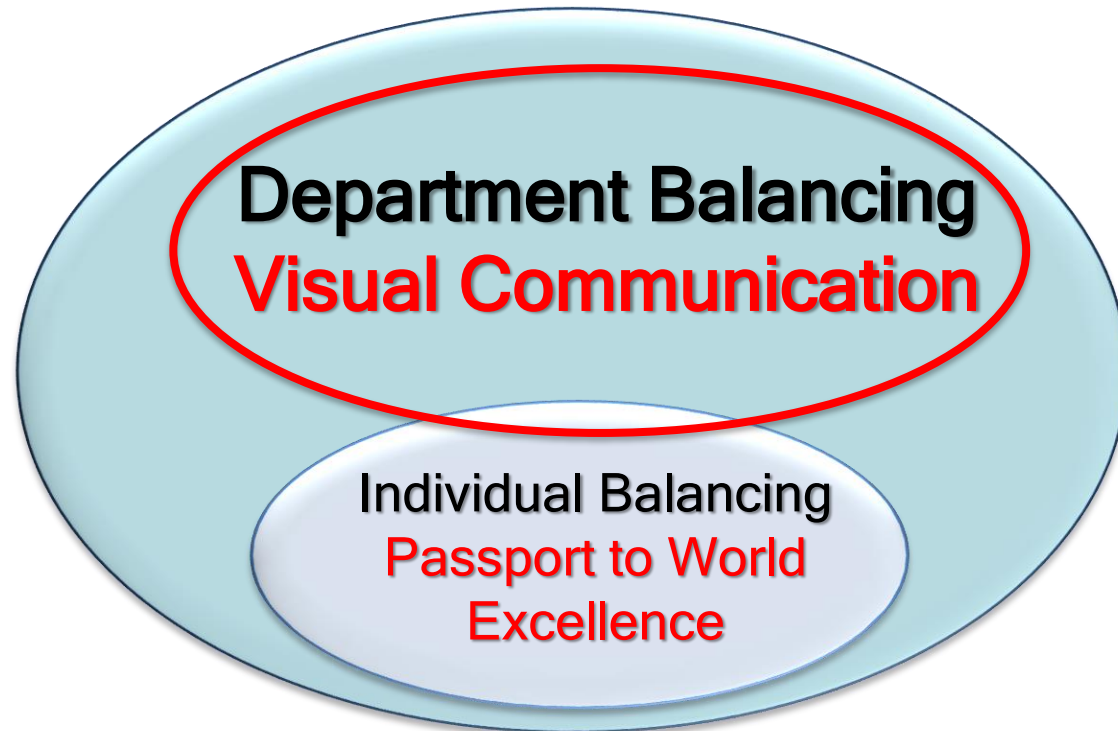 Department Balancing
Visual Communication
Individual Balancing
Passport to World
Excellence